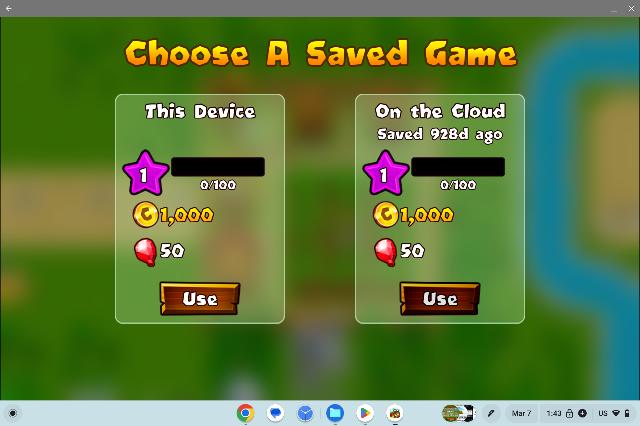 Choose A Saved Game
This Device
1
0/100
1,000
50
Use
On the Cloud
Saved 928d ago
1
0/100
1,000
50
Use
Mar 7
1:43
US